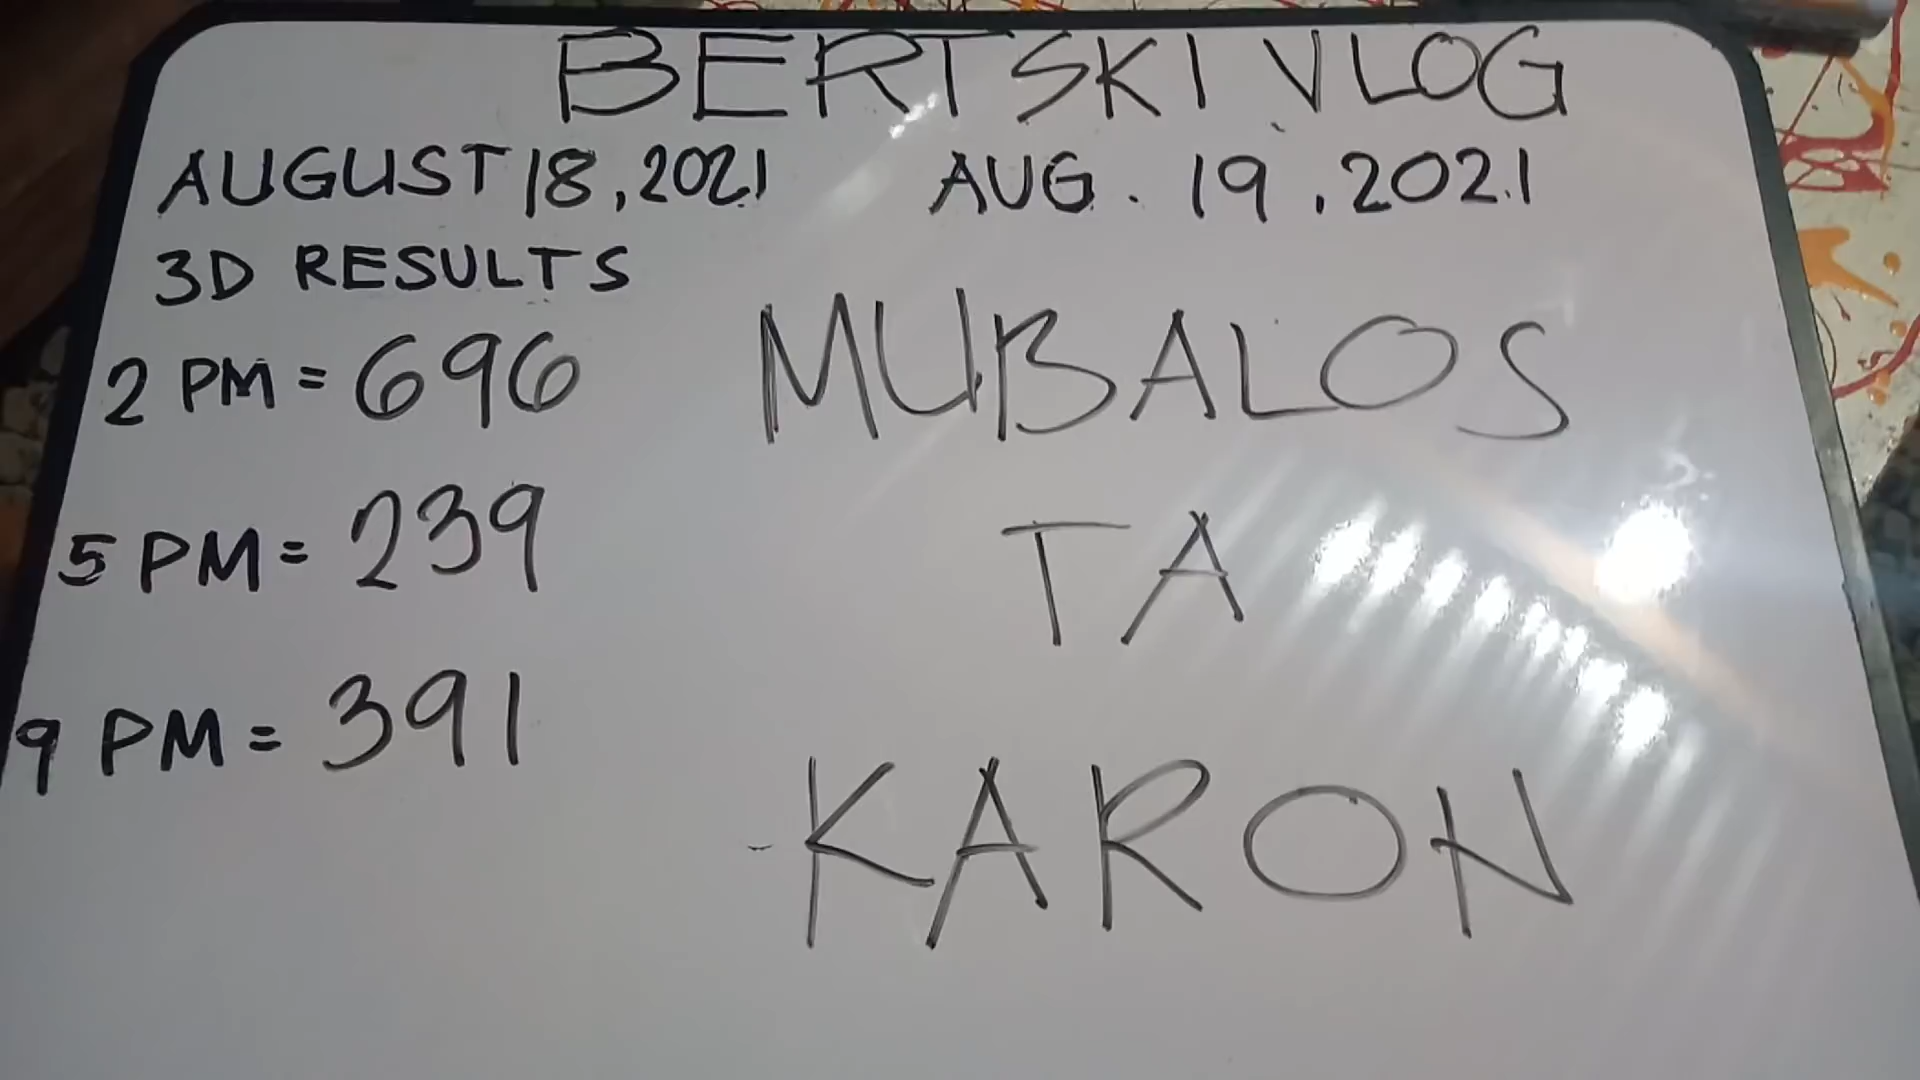 BERTSKI VLOG
AUGUST 18, 2021
3D RESULTS
2 PM = 696
5 PM = 239
9 PM = 391
AUG. 19, 2021
MUBALOS
TA
KARON